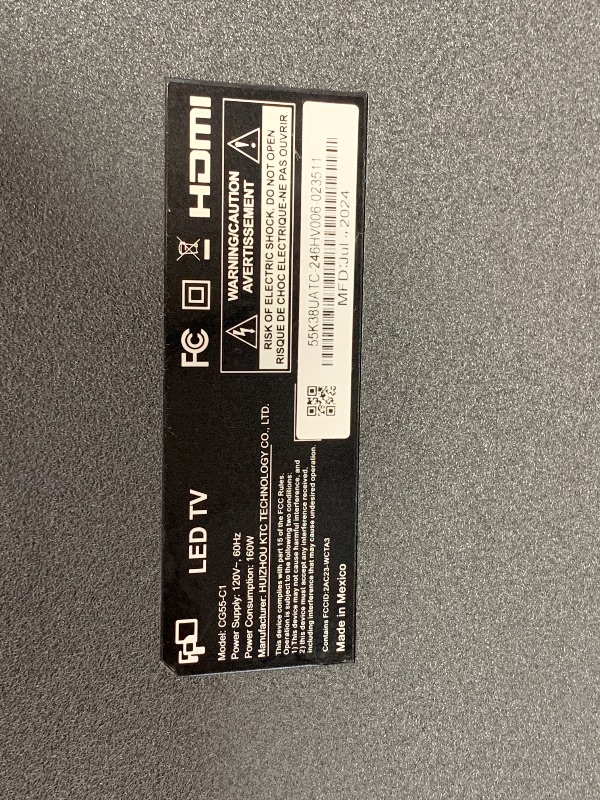 FPD
LED TV
Model: CG55-C1
Power Supply: 120V~, 60Hz
Power Consumption: 160W
Manufacturer: HUIZHOU KTC TECHNOLOGY CO., LTD.
This device complies with part 15 of the FCC Rules.
Operation is subject to the following two conditions:
1) This device may not cause harmful interference, and
2) this device must accept any interference received,
including interference that may cause undesired operation.
Contains FCCID:2AC23-WCTA3
Made in Mexico
FC
HDMI
WARNING/CAUTION
AVERTISSEMENT
RISK OF ELECTRIC SHOCK. DO NOT OPEN
RISQUE DE CHOC ELECTRIQUE-NE PAS OUVRIR
55K38UATC-246HV006 023511
MFD:Jul ., 2024